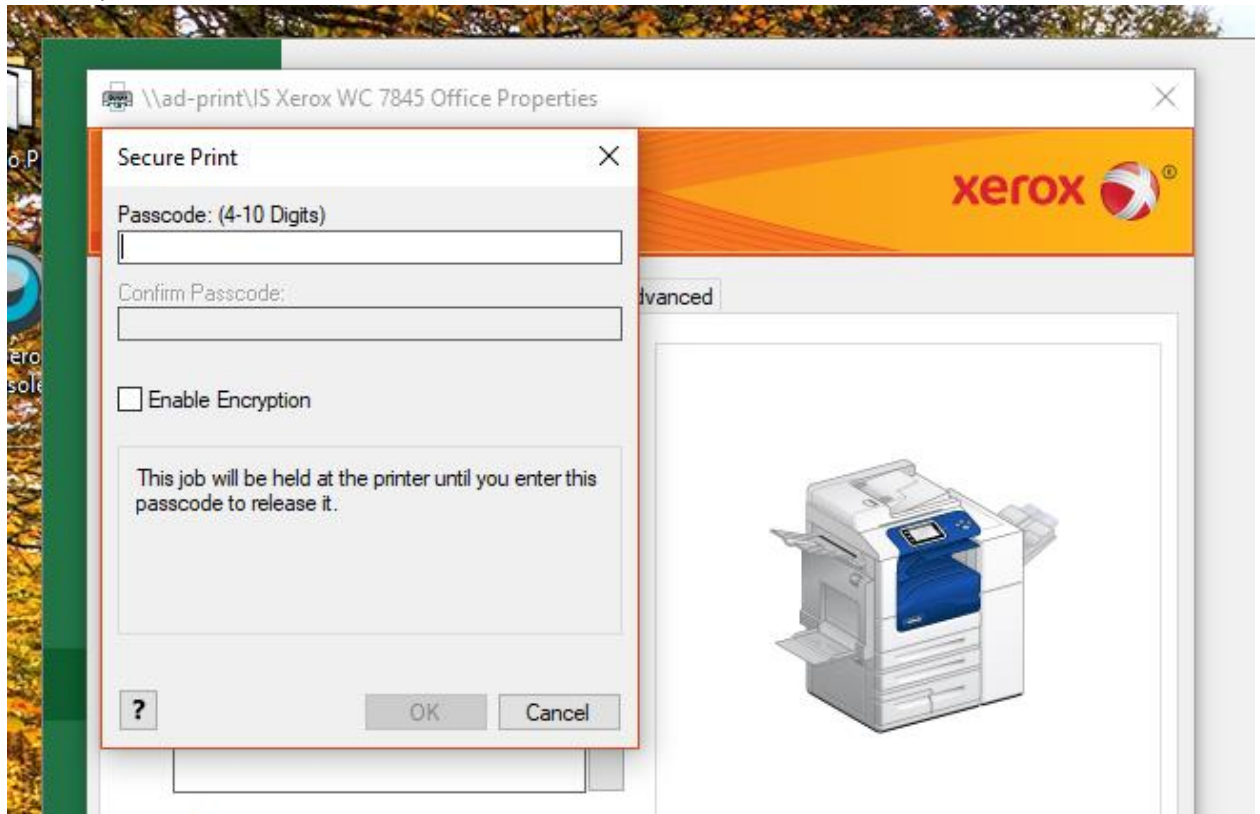 \\ad-print\IS Xerox WC 7845 Office Properties
Secure Print
xerox ®
Passcode: (4-10 Digits)
Confirm Passcode:
Enable Encryption
This job will be held at the printer until you enter this
passcode to release it.
?
OK
Cancel